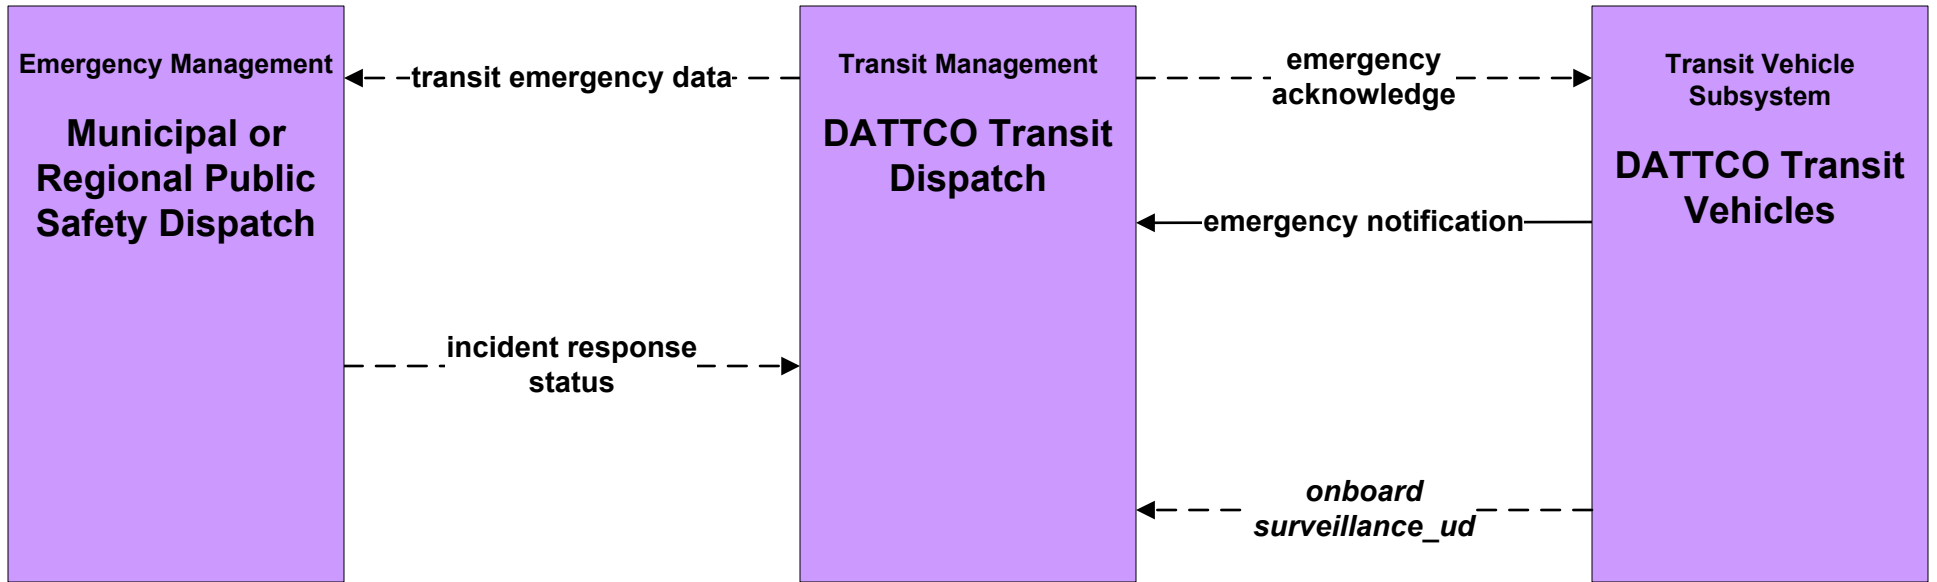 Emergency Management
Municipal or
Regional Public
Safety Dispatch
transit emergency data
incident response
status
Transit Management
DATTCO Transit
Dispatch
emergency
acknowledge
emergency notification
onboard
surveillance_ud
Transit Vehicle
Subsystem
DATTCO Transit
Vehicles